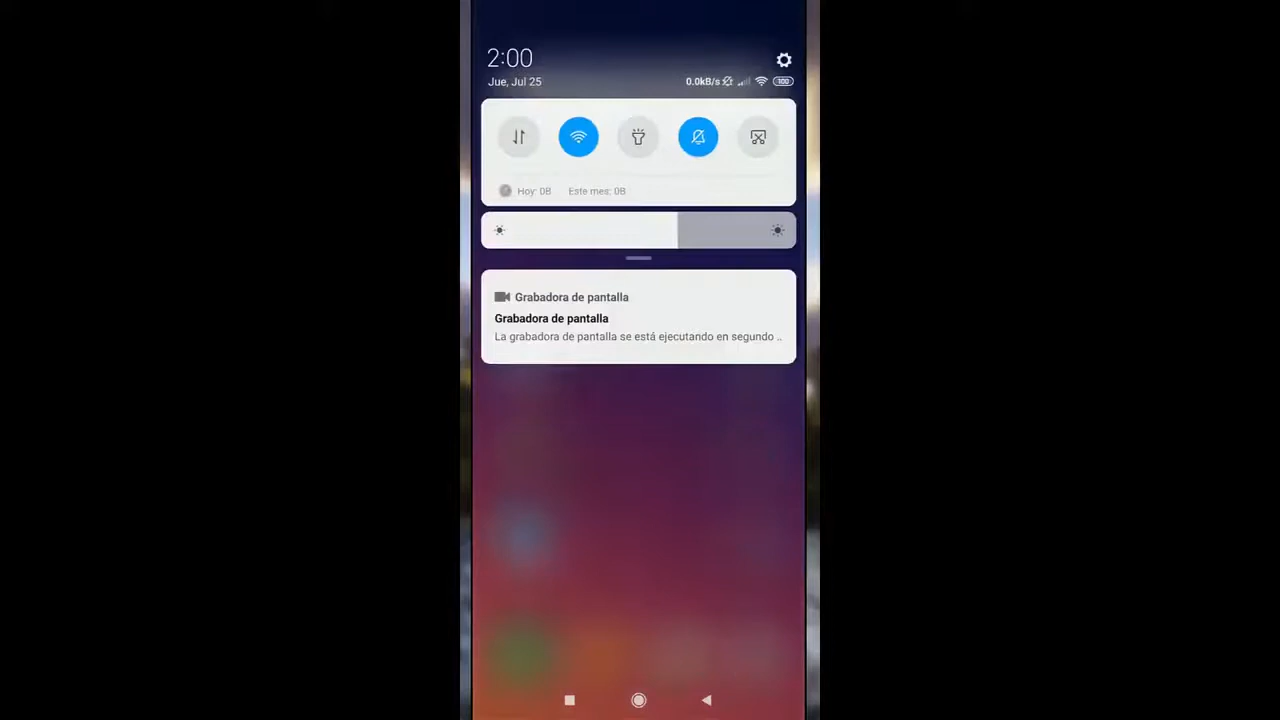 2:00
Jue, Jul 25
0.0kB/s
100
Hoy: 0B Este mes: 0B
Grabadora de pantalla
Grabadora de pantalla
La grabadora de pantalla se está ejecutando en segundo ..